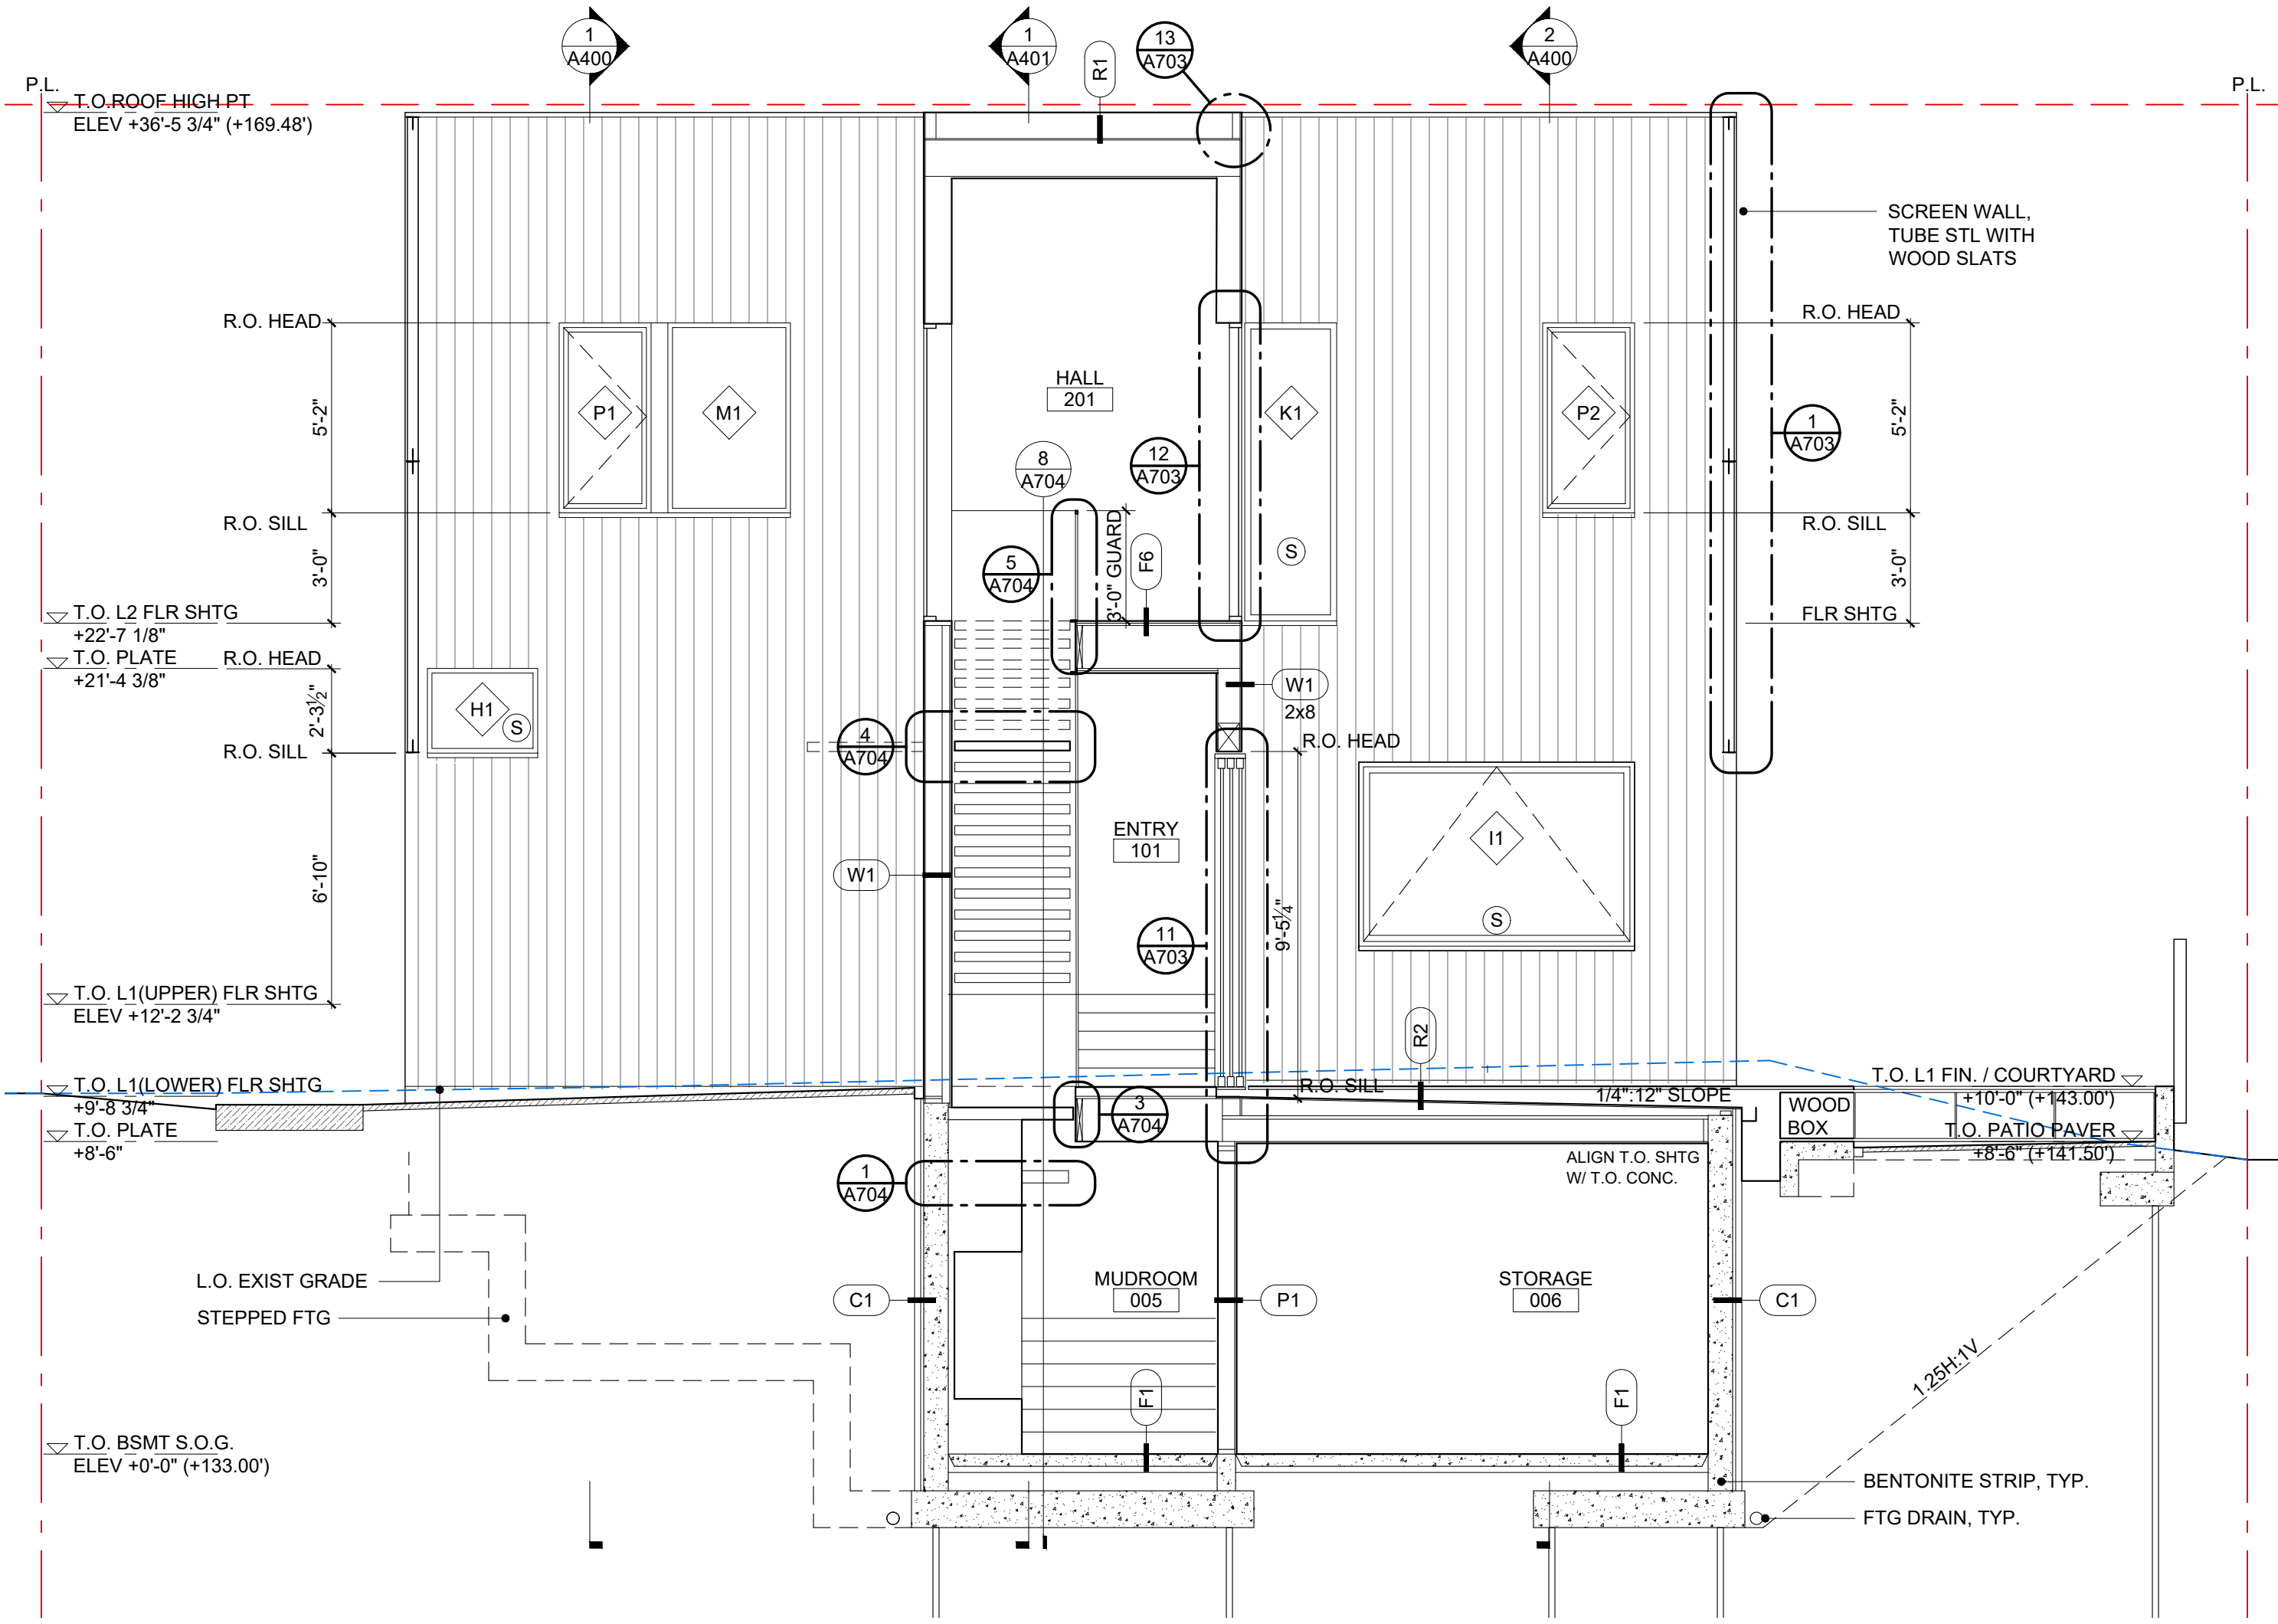 1
A400
1
A401
R1
13
A703
2
A400
P.L.
P.L.
T.O.ROOF HIGH PT
ELEV +36'-5 3/4" (+169.48')
SCREEN WALL,
TUBE STL WITH
WOOD SLATS
R.O. HEAD
R.O. HEAD
5'-2"
P1
M1
HALL
201
K1
P2
5'-2"
1
A703
8
A704
12
A703
R.O. SILL
R.O. SILL
3'-0"
5
A704
3'-0" GUARD
F6
S
3'-0"
T.O. L2 FLR SHTG
+22'-7 1/8"
FLR SHTG
T.O. PLATE
+21'-4 3/8"
R.O. HEAD
2'-3½"
H1
S
W1
2x8
R.O. SILL
4
A704
R.O. HEAD
6'-10"
W1
ENTRY
101
I1
S
11
A703
9'-5¼"
T.O. L1(UPPER) FLR SHTG
ELEV +12'-2 3/4"
R2
T.O. L1(LOWER) FLR SHTG
+9'-8 3/4"
R.O. SILL
1/4":12" SLOPE
T.O. L1 FIN. / COURTYARD
+10'-0" (+143.00')
WOOD
BOX
T.O. PLATE
+8'-6"
3
A704
T.O. PATIO PAVER
+8'-6" (+141.50')
1
A704
ALIGN T.O. SHTG
W/ T.O. CONC.
L.O. EXIST GRADE
STEPPED FTG
C1
MUDROOM
005
P1
STORAGE
006
C1
1.25H:1V
F1
F1
T.O. BSMT S.O.G.
ELEV +0'-0" (+133.00')
BENTONITE STRIP, TYP.
FTG DRAIN, TYP.